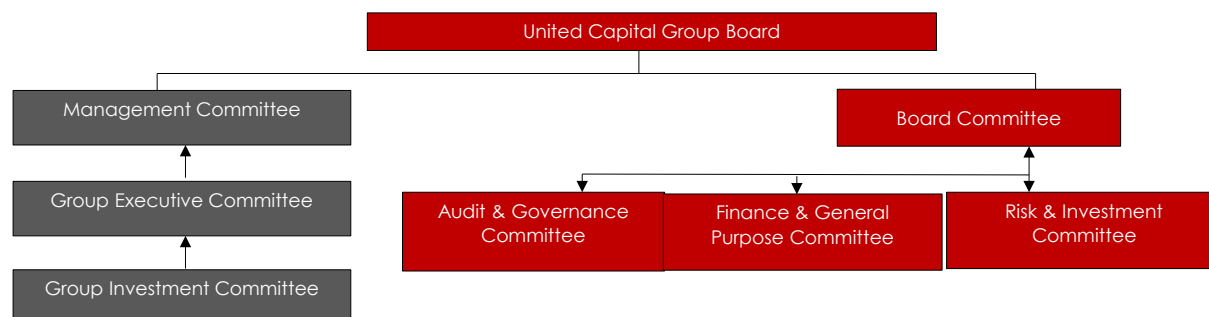 United Capital Group Board
Management Committee
Board Committee
Group Executive Committee
Audit & Governance
Committee
Finance & General
Purpose Committee
Risk & Investment
Committee
Group Investment Committee